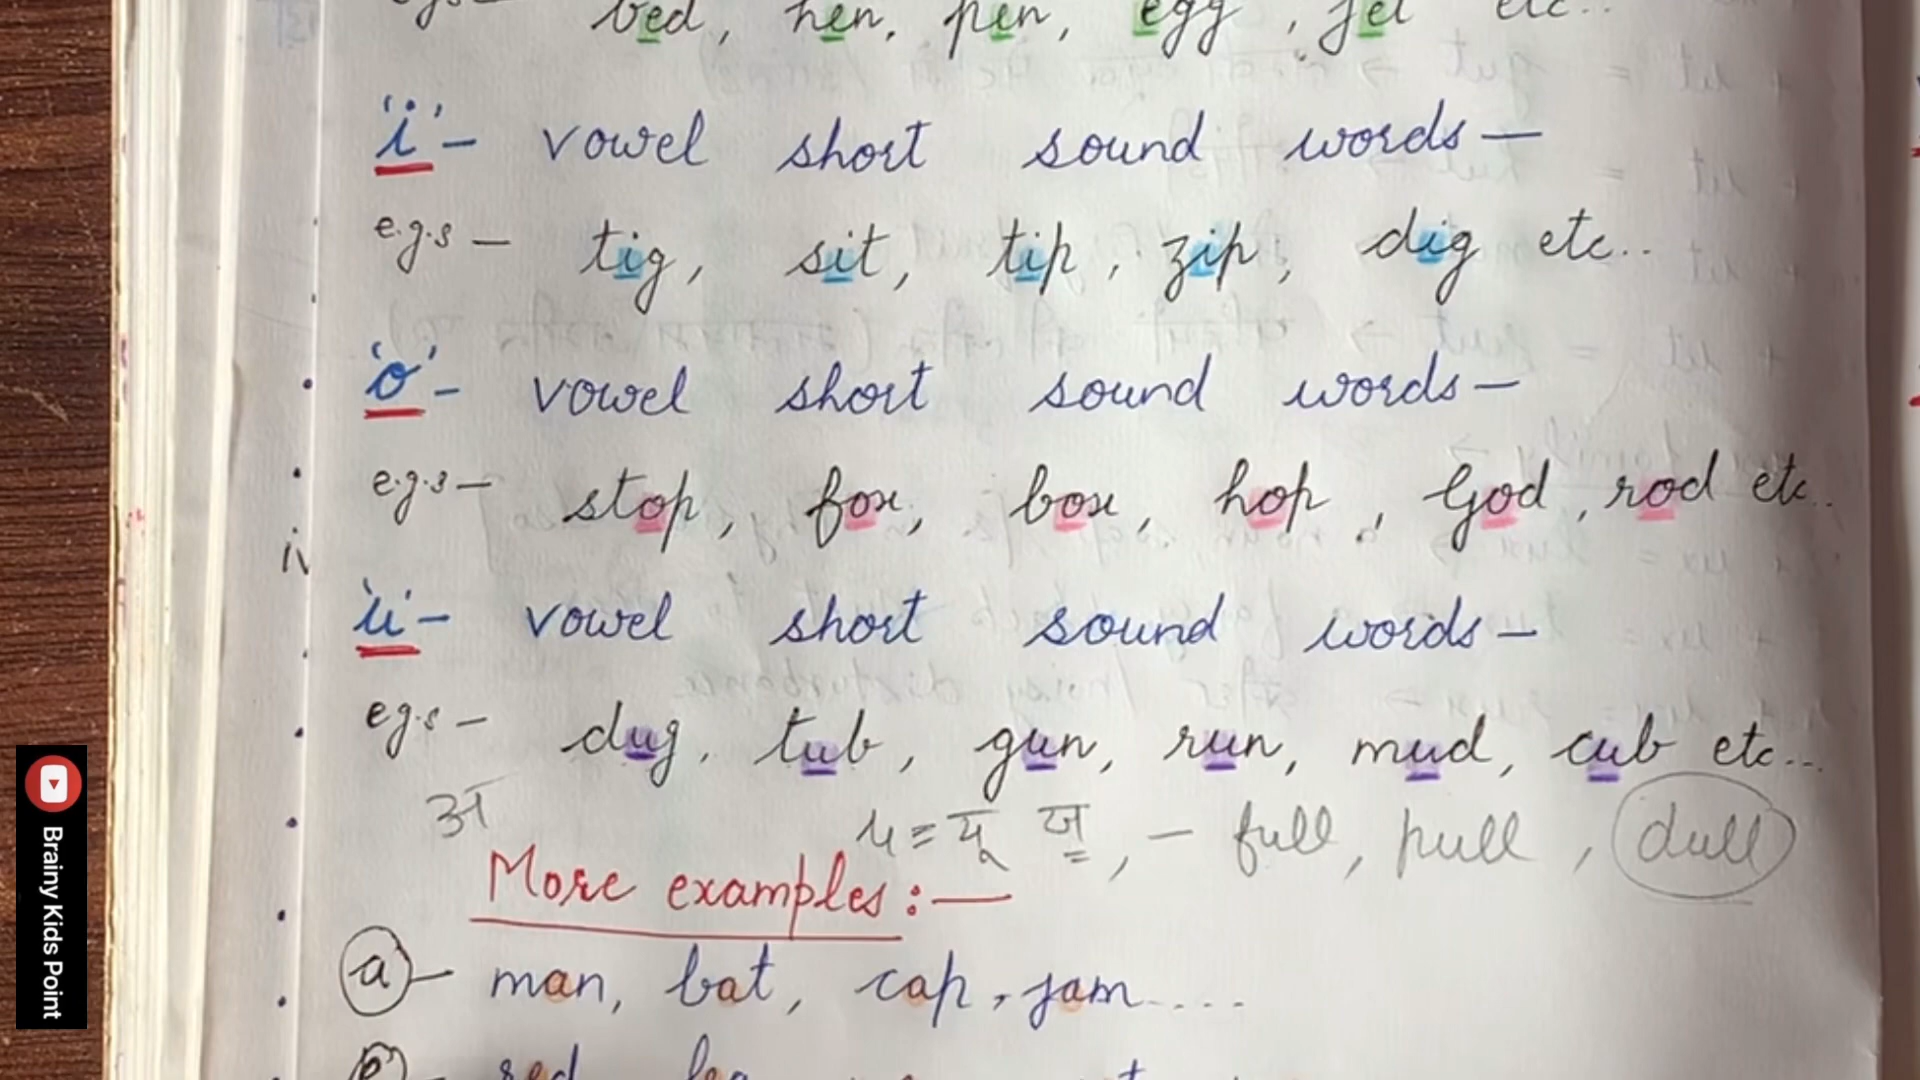 e.g.s — bed, hen, pen, egg, jet etc..
'i' – vowel short sound words —
e.g.s — tig, sit, tip, zip, dig etc..
'o' – vowel short sound words —
e.g.s — stop, fox, box, hop, God, rod etc..
iv
'u' – vowel short sound words —
e.g.s — dug, tub, gun, run, mud, cub etc...
अ u = यू — full, pull, dull
More examples :—
a – man, bat, cap, jam.....
e – red
Brainy Kids Point